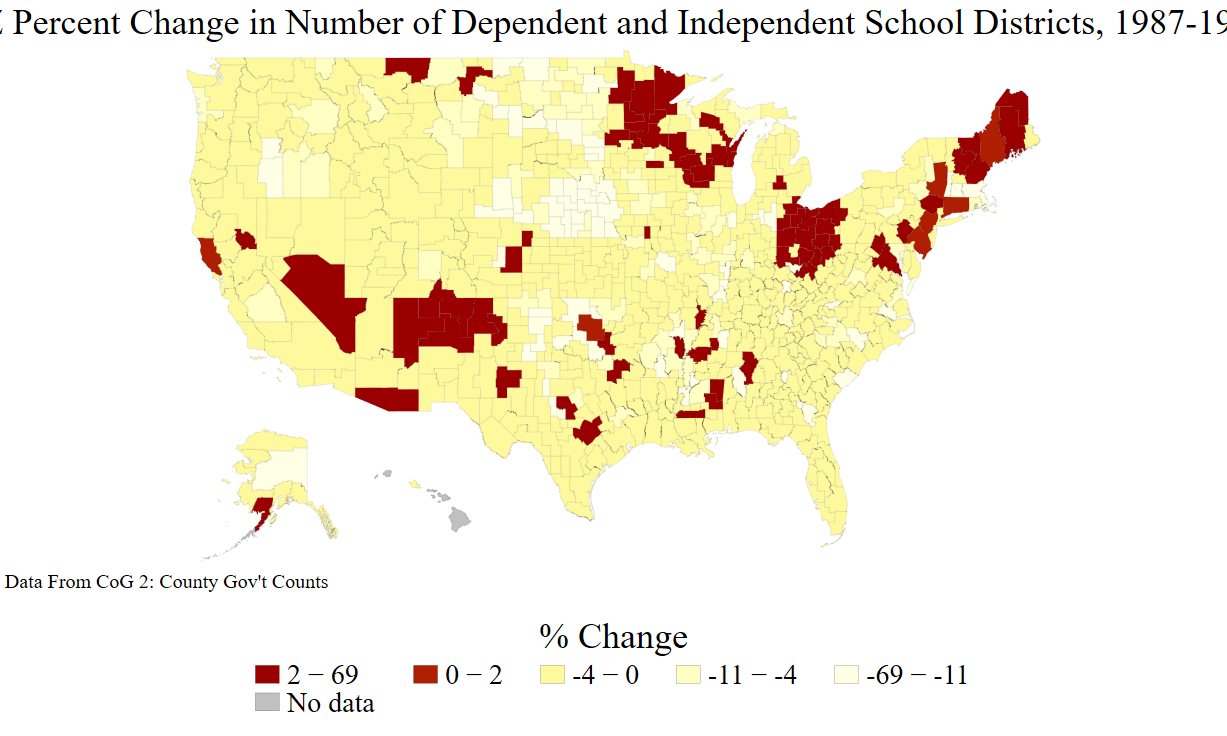 Percent Change in Number of Dependent and Independent School Districts, 1987-19
Data From CoG 2: County Gov't Counts
% Change
2 − 69
0 − 2
-4 − 0
-11 − -4
-69 − -11
No data